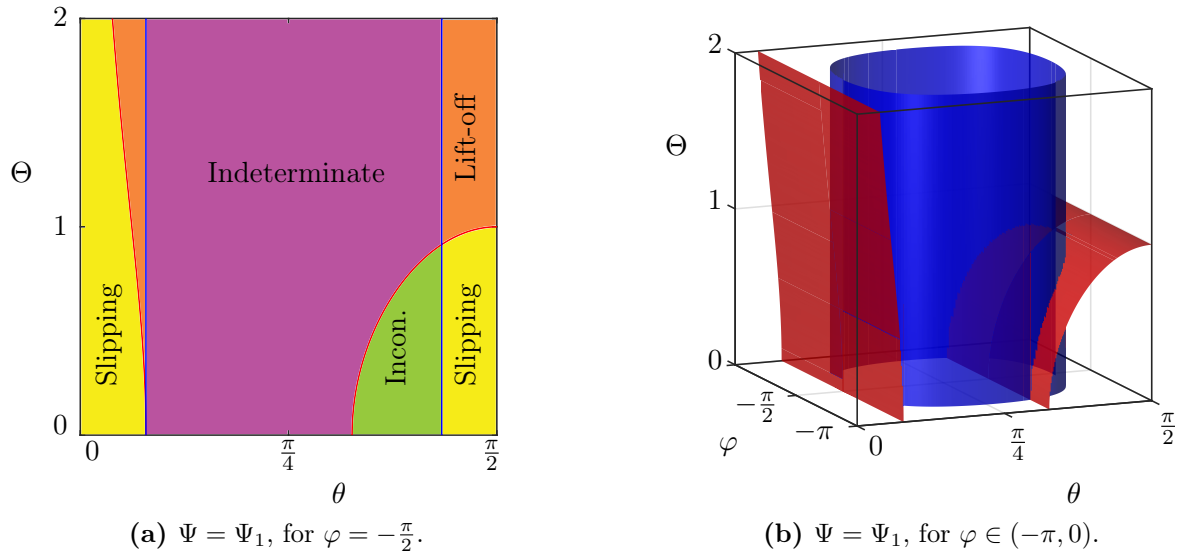 2
1
0
Θ
Slipping
Indeterminate
Incon.
Lift-off
Slipping
0
π/4
π/2
θ
(a) Ψ = Ψ₁, for φ = −π/2.
2
1
0
Θ
−π/2
−π
φ
0
π/4
π/2
θ
(b) Ψ = Ψ₁, for φ ∈ (−π, 0).